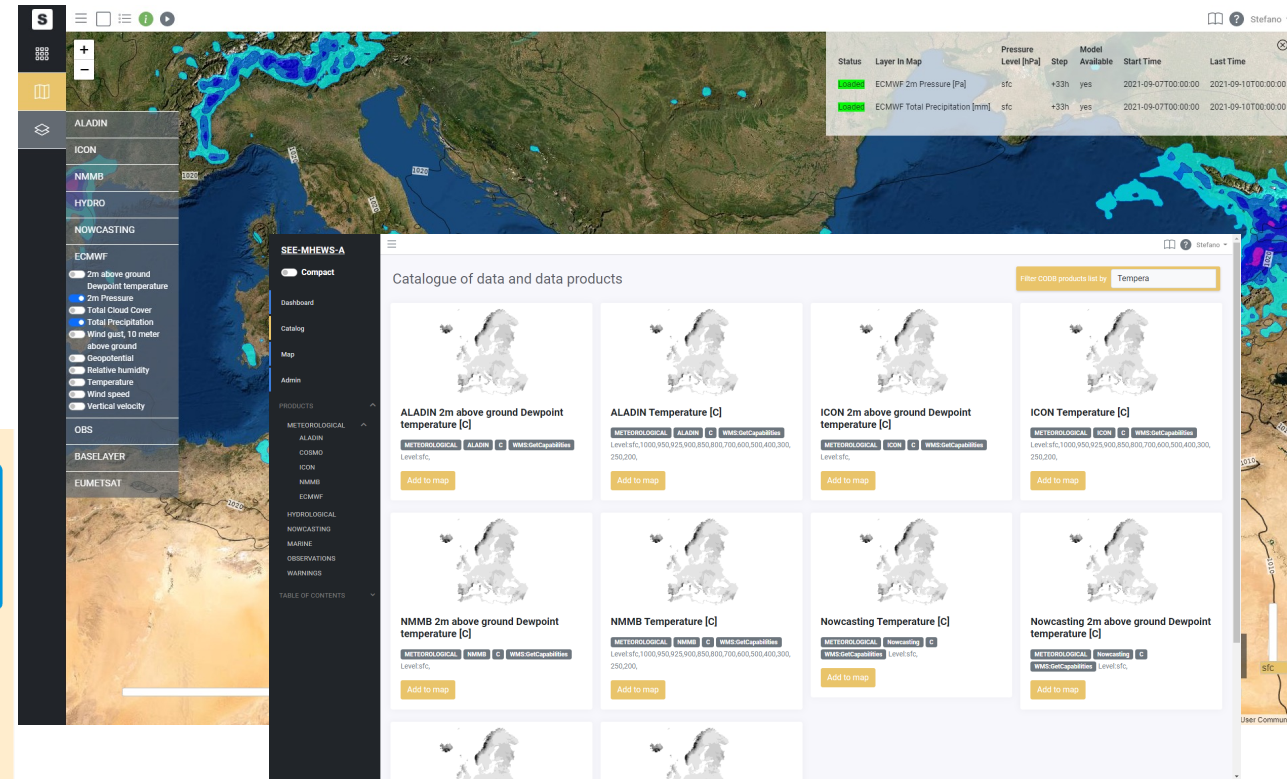 S
Stefano
+
−
Status Layer In Map Pressure Level [hPa] Step Model Available Start Time Last Time
Loaded ECMWF 2m Pressure [Pa] sfc +33h yes 2021-09-07T00:00:00 2021-09-10T00:00:00
Loaded ECMWF Total Precipitation [mm] sfc +33h yes 2021-09-07T00:00:00 2021-09-10T00:00:00
ALADIN
ICON
NMMB
HYDRO
NOWCASTING
ECMWF
2m above ground
Dewpoint temperature
2m Pressure
Total Cloud Cover
Total Precipitation
Wind gust, 10 meter
above ground
Geopotential
Relative humidity
Temperature
Wind speed
Vertical velocity
OBS
BASELAYER
EUMETSAT
1020
1020
1020
1020
1020
1020
1010
1010
sfc
User Commun
SEE-MHEWS-A
Compact
Dashboard
Catalog
Map
Admin
PRODUCTS
METEOROLOGICAL
ALADIN
COSMO
ICON
NMMB
ECMWF
HYDROLOGICAL
NOWCASTING
MARINE
OBSERVATIONS
WARNINGS
TABLE OF CONTENTS
Stefano
Catalogue of data and data products
Filter CODB products list by Tempera
ALADIN 2m above ground Dewpoint
temperature [C]
METEOROLOGICAL ALADIN C WMS:GetCapabilities
Level:sfc,
Add to map
ALADIN Temperature [C]
METEOROLOGICAL ALADIN C WMS:GetCapabilities
Level:sfc,1000,950,925,900,850,800,700,600,500,400,300,
250,200,
Add to map
ICON 2m above ground Dewpoint
temperature [C]
METEOROLOGICAL ICON C WMS:GetCapabilities
Level:sfc,
Add to map
ICON Temperature [C]
METEOROLOGICAL ICON C WMS:GetCapabilities
Level:sfc,1000,950,925,900,850,800,700,600,500,400,300,
250,200,
Add to map
NMMB 2m above ground Dewpoint
temperature [C]
METEOROLOGICAL NMMB C WMS:GetCapabilities
Level:sfc,
Add to map
NMMB Temperature [C]
METEOROLOGICAL NMMB C WMS:GetCapabilities
Level:sfc,1000,950,925,900,850,800,700,600,500,400,300,
250,200,
Add to map
Nowcasting Temperature [C]
METEOROLOGICAL Nowcasting C
WMS:GetCapabilities Level:sfc,
Add to map
Nowcasting 2m above ground Dewpoint
temperature [C]
METEOROLOGICAL Nowcasting C
WMS:GetCapabilities Level:sfc,
Add to map